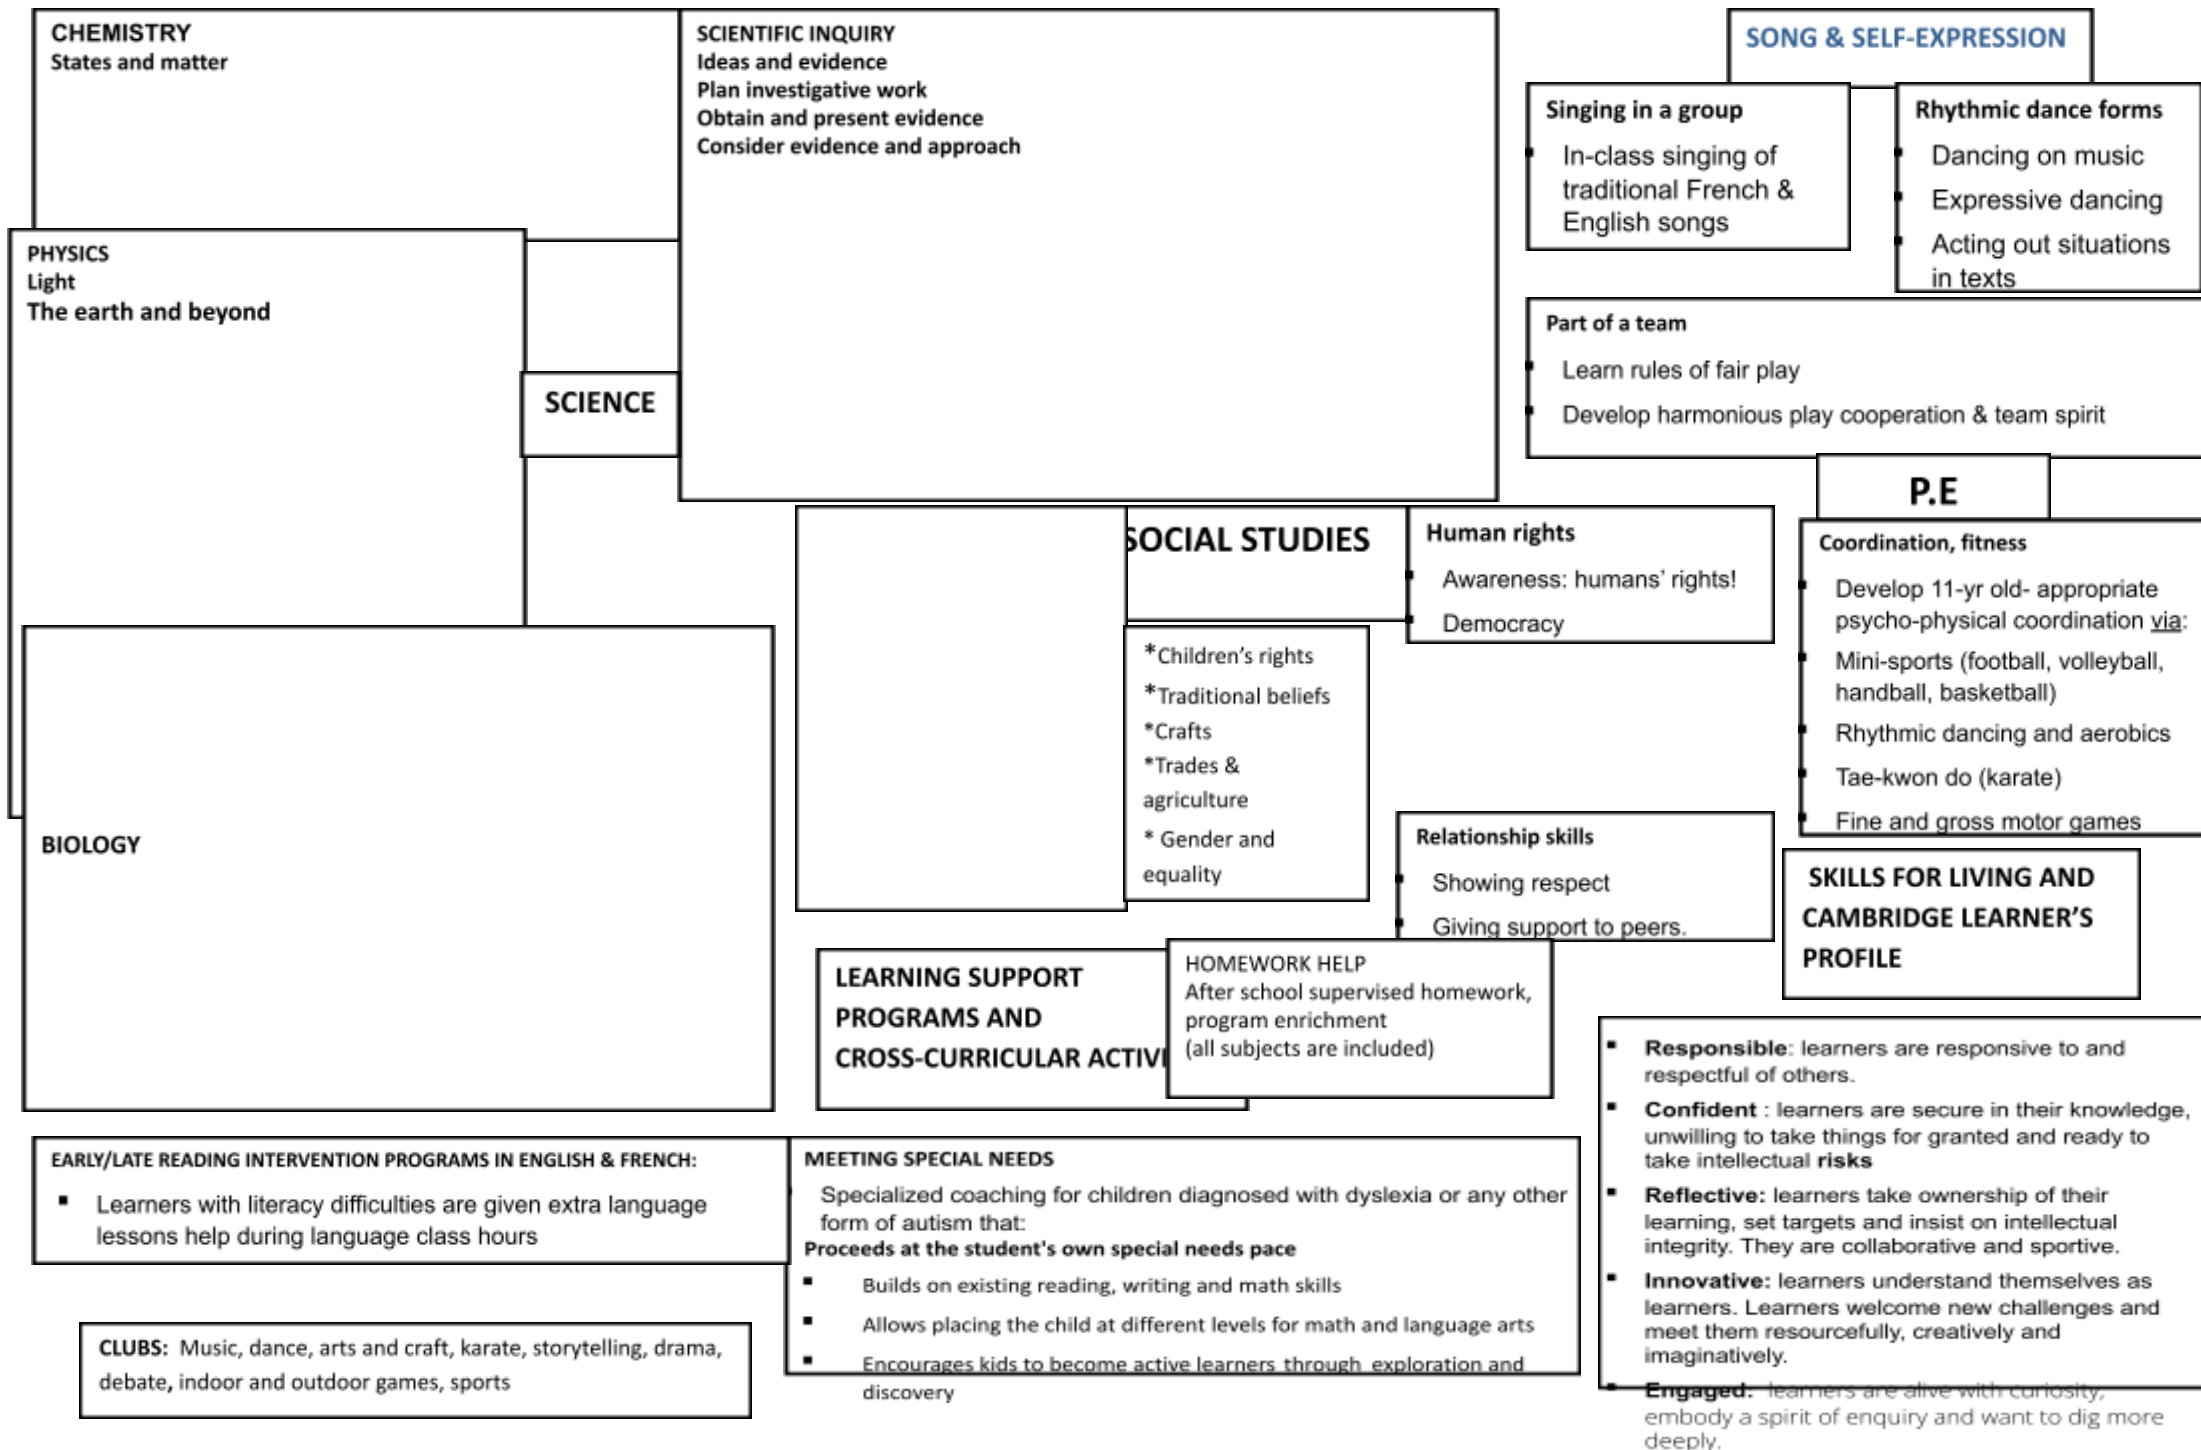 CHEMISTRY
States and matter
SCIENTIFIC INQUIRY
Ideas and evidence
Plan investigative work
Obtain and present evidence
Consider evidence and approach
SONG & SELF-EXPRESSION
Singing in a group
▪ In-class singing of
traditional French &
English songs
Rhythmic dance forms
▪ Dancing on music
▪ Expressive dancing
▪ Acting out situations
in texts
PHYSICS
Light
The earth and beyond
Part of a team
▪ Learn rules of fair play
▪ Develop harmonious play cooperation & team spirit
SCIENCE
P.E
SOCIAL STUDIES
Human rights
▪ Awareness: humans’ rights!
▪ Democracy
Coordination, fitness
▪ Develop 11-yr old- appropriate
psycho-physical coordination via:
▪ Mini-sports (football, volleyball,
handball, basketball)
▪ Rhythmic dancing and aerobics
▪ Tae-kwon do (karate)
▪ Fine and gross motor games
*Children’s rights
*Traditional beliefs
*Crafts
*Trades &
agriculture
* Gender and
equality
BIOLOGY
Relationship skills
▪ Showing respect
▪ Giving support to peers.
SKILLS FOR LIVING AND
CAMBRIDGE LEARNER’S
PROFILE
LEARNING SUPPORT
PROGRAMS AND
CROSS-CURRICULAR ACTIVI
HOMEWORK HELP
After school supervised homework,
program enrichment
(all subjects are included)
▪ Responsible: learners are responsive to and
respectful of others.
▪ Confident : learners are secure in their knowledge,
unwilling to take things for granted and ready to
take intellectual risks
▪ Reflective: learners take ownership of their
learning, set targets and insist on intellectual
integrity. They are collaborative and sportive.
▪ Innovative: learners understand themselves as
learners. Learners welcome new challenges and
meet them resourcefully, creatively and
imaginatively.
▪ Engaged: learners are alive with curiosity,
embody a spirit of enquiry and want to dig more
deeply.
EARLY/LATE READING INTERVENTION PROGRAMS IN ENGLISH & FRENCH:
▪ Learners with literacy difficulties are given extra language
lessons help during language class hours
MEETING SPECIAL NEEDS
Specialized coaching for children diagnosed with dyslexia or any other
form of autism that:
Proceeds at the student's own special needs pace
▪ Builds on existing reading, writing and math skills
▪ Allows placing the child at different levels for math and language arts
▪ Encourages kids to become active learners through exploration and
discovery
CLUBS: Music, dance, arts and craft, karate, storytelling, drama,
debate, indoor and outdoor games, sports